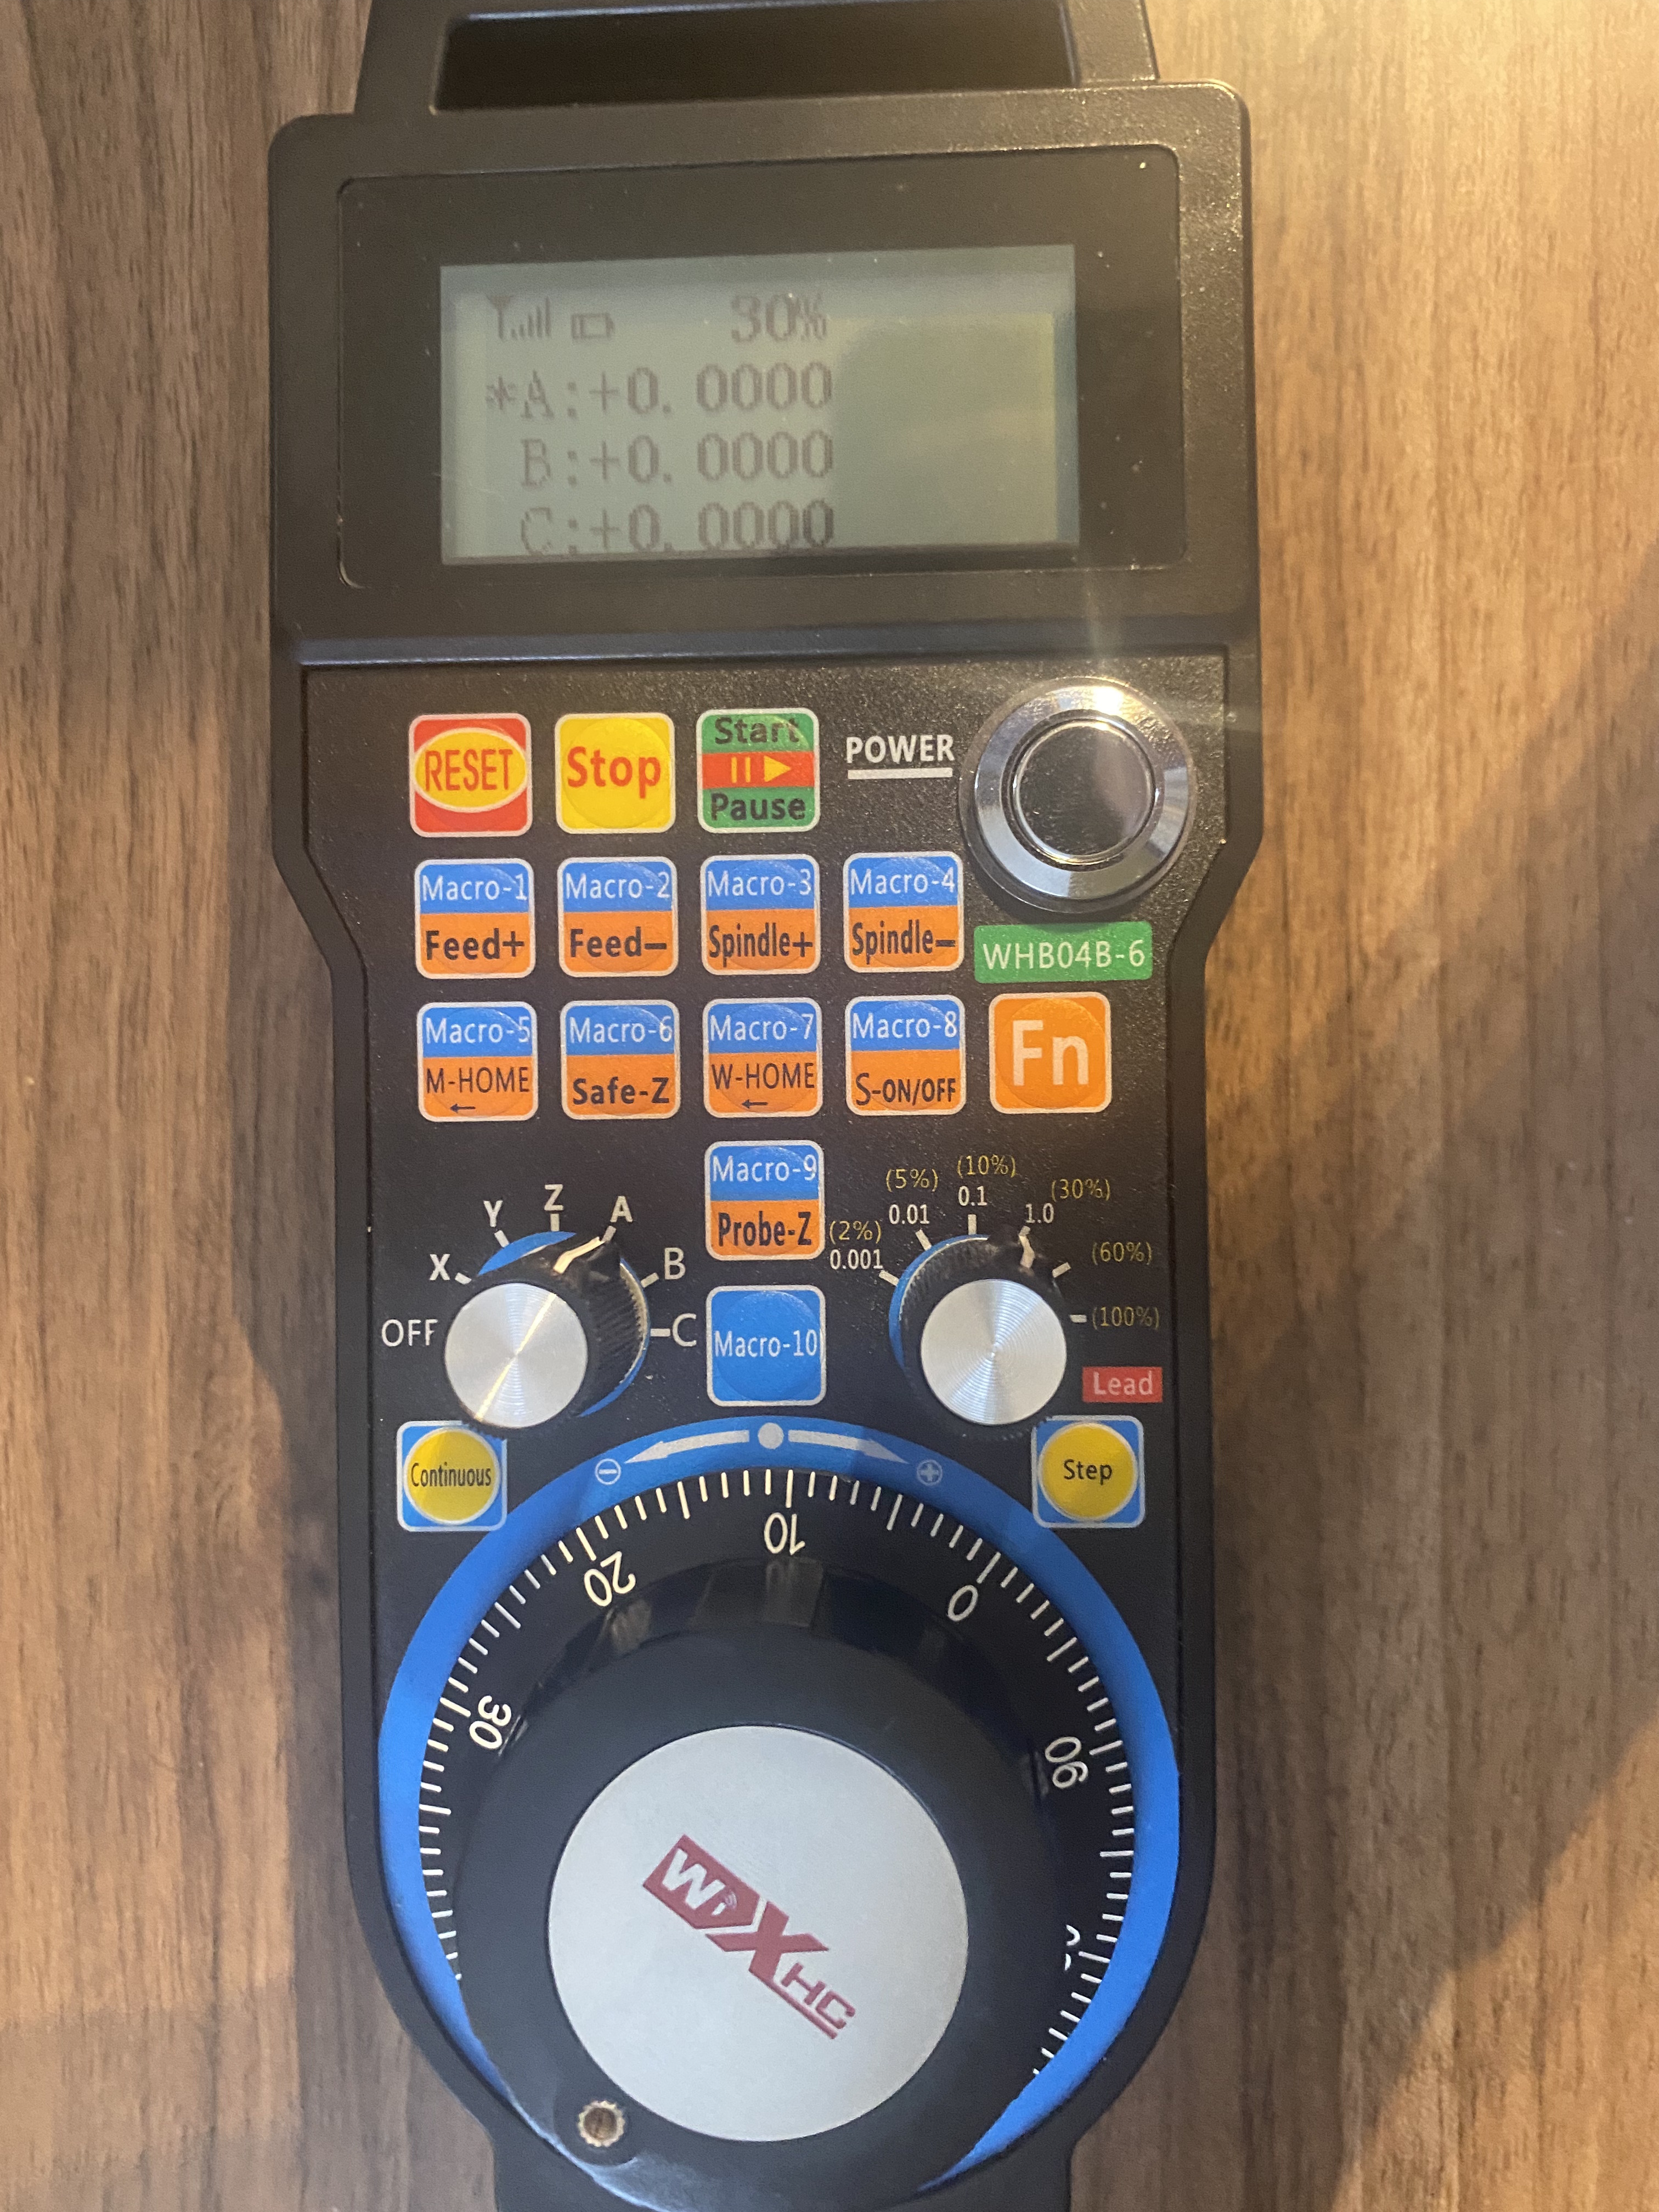 30%
*A:+0.0000
B:+0.0000
C:+0.0000
RESET
Stop
Start
Pause
POWER
Macro-1
Feed+
Macro-2
Feed-
Macro-3
Spindle+
Macro-4
Spindle-
WHB04B-6
Macro-5
M-HOME
Macro-6
Safe-Z
Macro-7
W-HOME
Macro-8
S-ON/OFF
Fn
OFF
X
Y
Z
A
B
C
Macro-9
Probe-Z
Macro-10
(2%)
0.001
(5%)
0.01
(10%)
0.1
(30%)
1.0
(60%)
(100%)
Lead
Continuous
Step
30
20
10
0
90
WiXHC